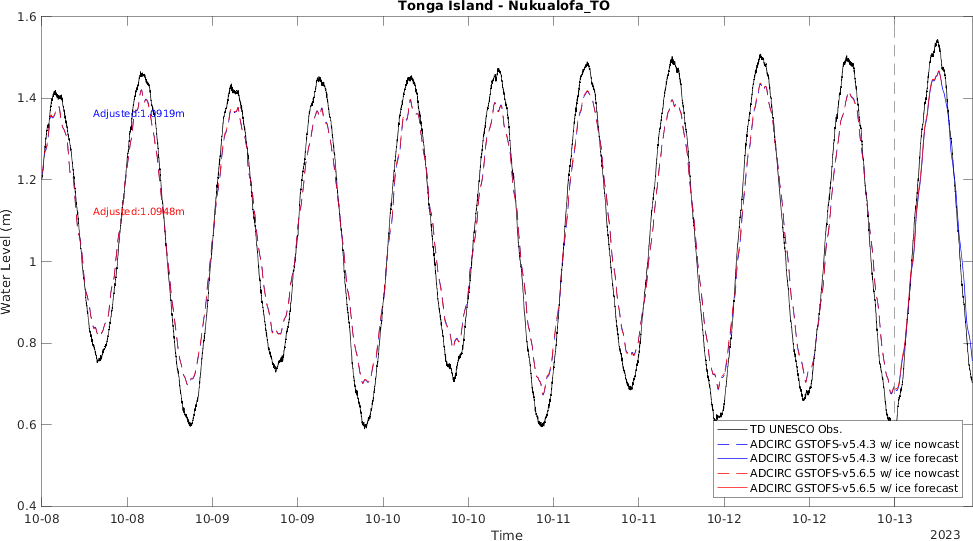 Tonga Island - Nukualofa_TO
1.6
1.4
1.2
1
0.8
0.6
0.4
Water Level (m)
Adjusted:1.0919m
Adjusted:1.0948m
TD UNESCO Obs.
ADCIRC GSTOFS-v5.4.3 w/ ice nowcast
ADCIRC GSTOFS-v5.4.3 w/ ice forecast
ADCIRC GSTOFS-v5.6.5 w/ ice nowcast
ADCIRC GSTOFS-v5.6.5 w/ ice forecast
10-08 10-08 10-09 10-09 10-10 10-10 10-11 10-11 10-12 10-12 10-13
Time
2023